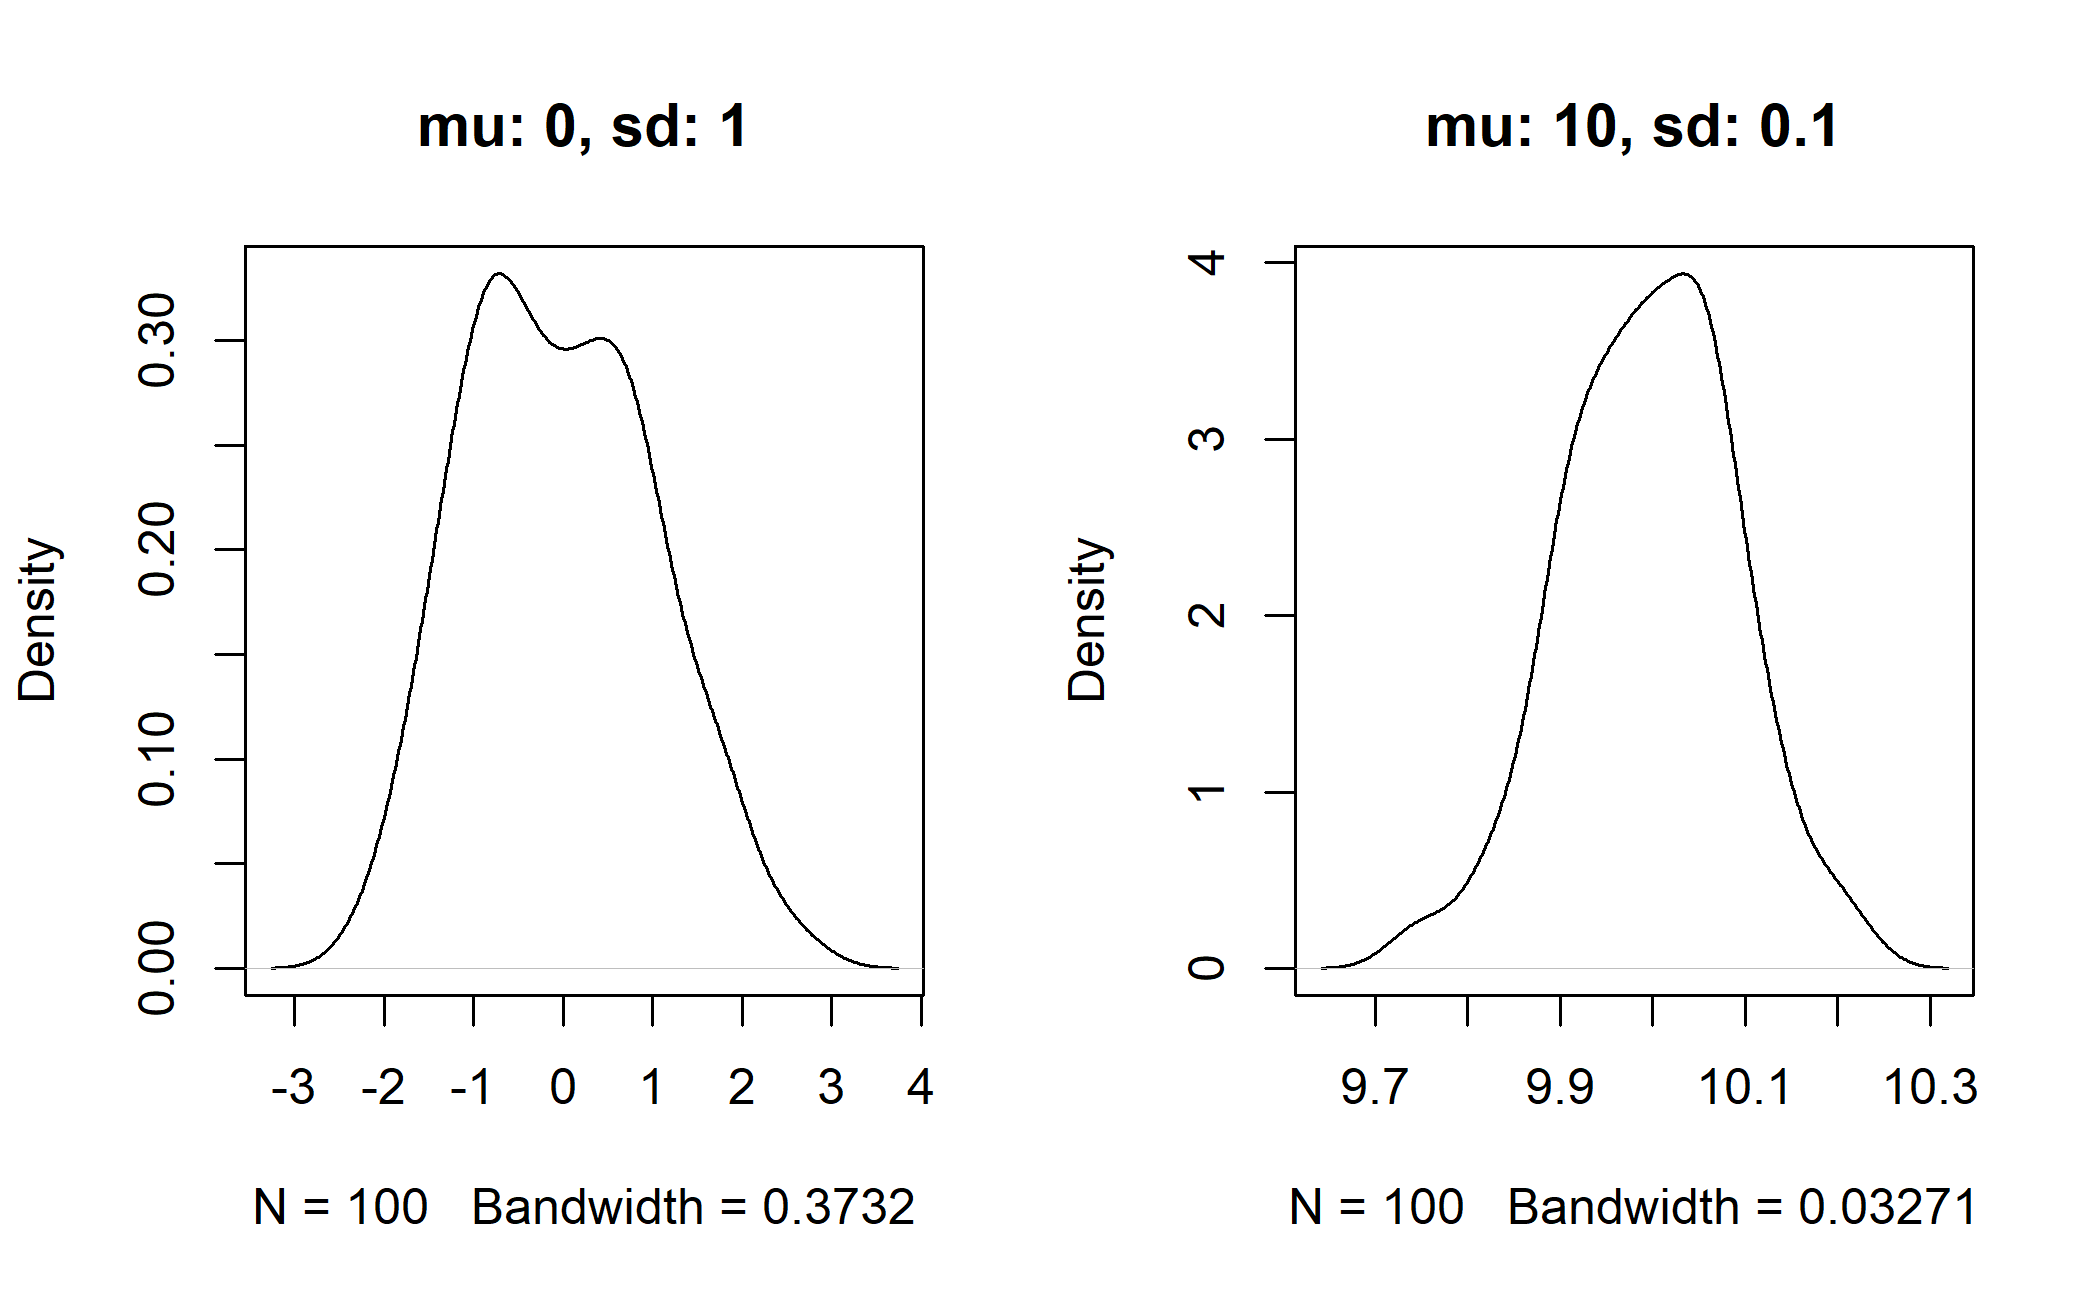 mu: 0, sd: 1
Density
0.30
0.20
0.10
0.00
-3 -2 -1 0 1 2 3 4
N = 100 Bandwidth = 0.3732
mu: 10, sd: 0.1
Density
4
3
2
1
0
9.7 9.9 10.1 10.3
N = 100 Bandwidth = 0.03271